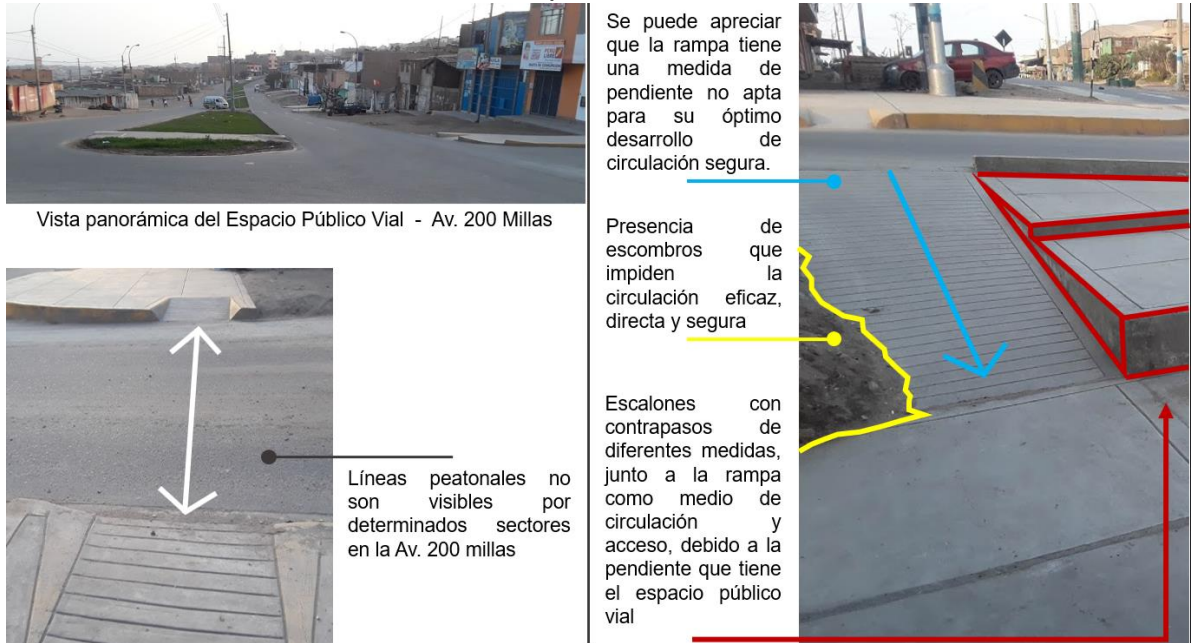 Vista panorámica del Espacio Público Vial - Av. 200 Millas
Líneas peatonales no
son visibles por
determinados sectores
en la Av. 200 millas
Se puede apreciar
que la rampa tiene
una medida de
pendiente no apta
para su óptimo
desarrollo de
circulación segura.
Presencia de
escombros que
impiden la
circulación eficaz,
directa y segura
Escalones con
contrapasos de
diferentes medidas,
junto a la rampa
como medio de
circulación y
acceso, debido a la
pendiente que tiene
el espacio público
vial